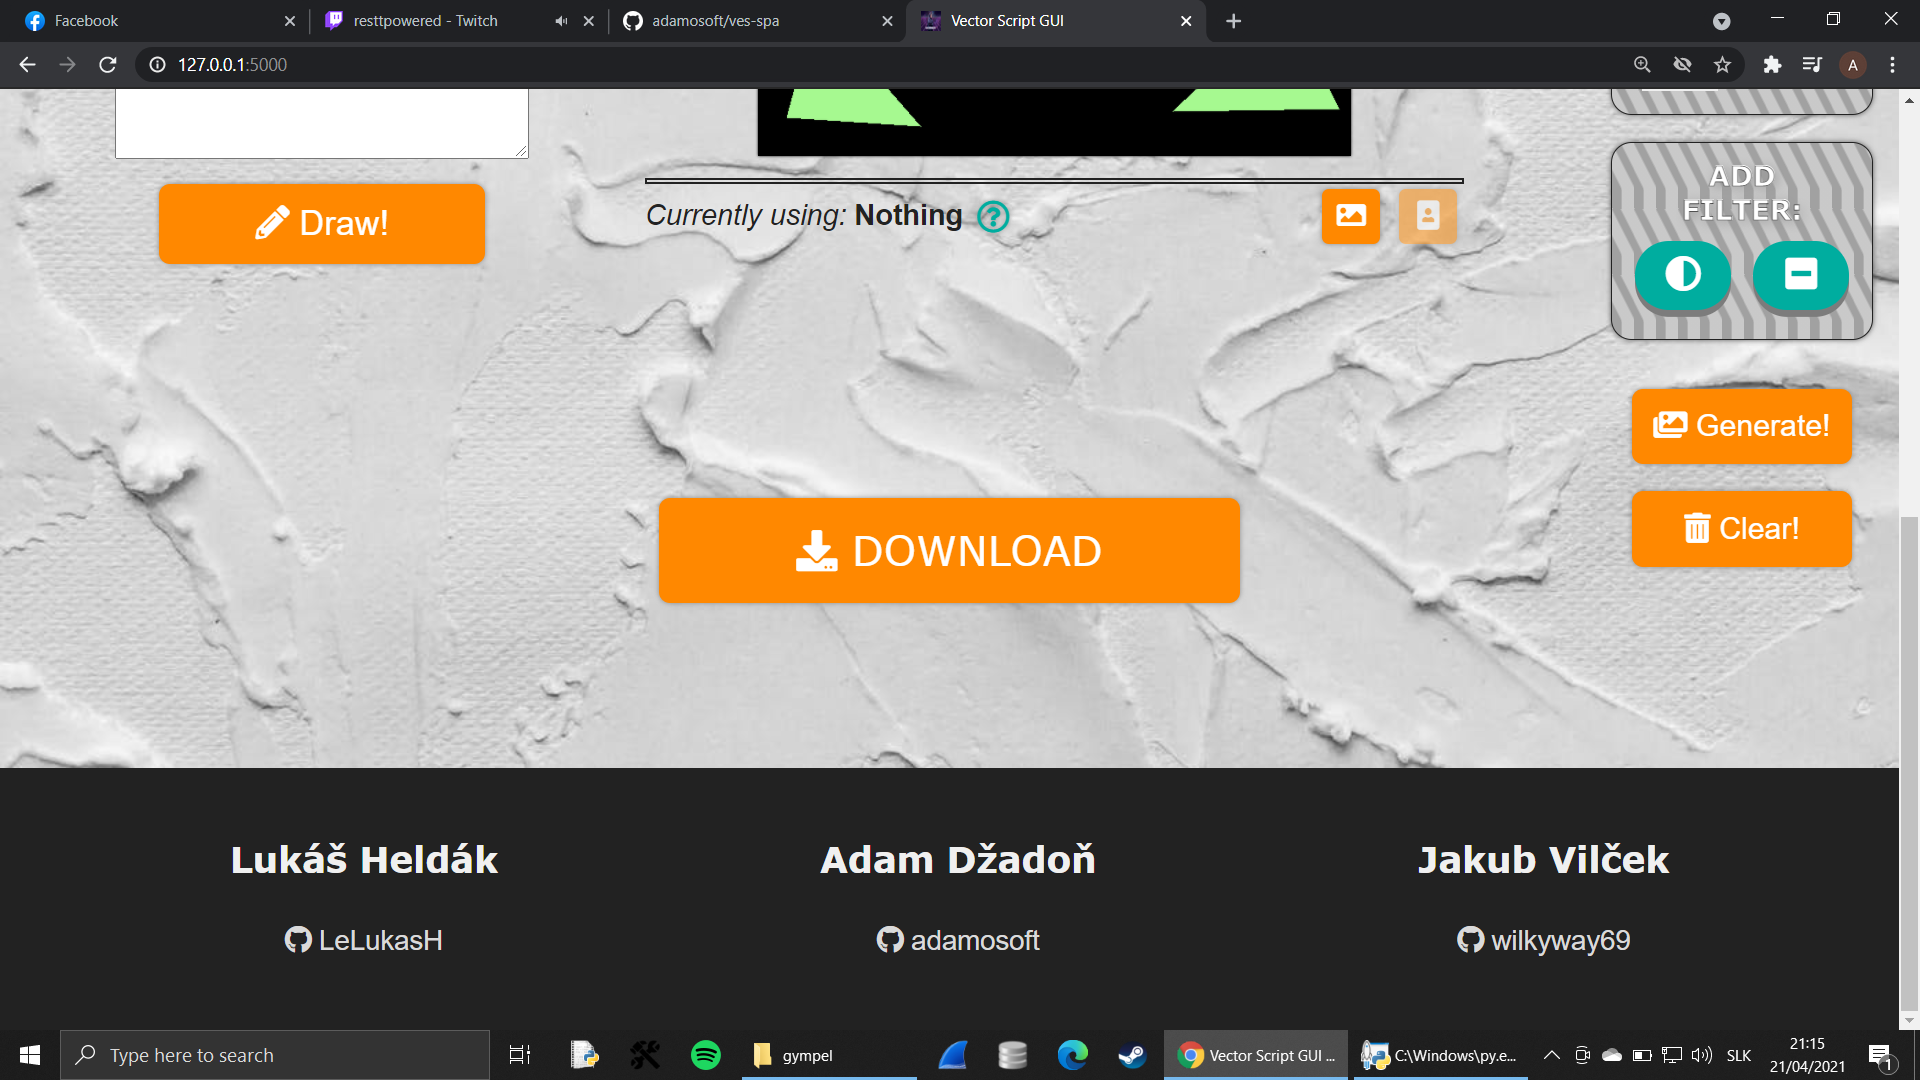 Facebook
resttpowered - Twitch
adamosoft/ves-spa
Vector Script GUI
127.0.0.1:5000
A
Draw!
Currently using: Nothing
ADD
FILTER:
Generate!
Clear!
DOWNLOAD
Lukáš Heldák
Adam Džadoň
Jakub Vilček
LeLukasH
adamosoft
wilkyway69
Type here to search
gympel
Vector Script GUI ...
C:\Windows\py.e...
SLK
21:15
21/04/2021
1